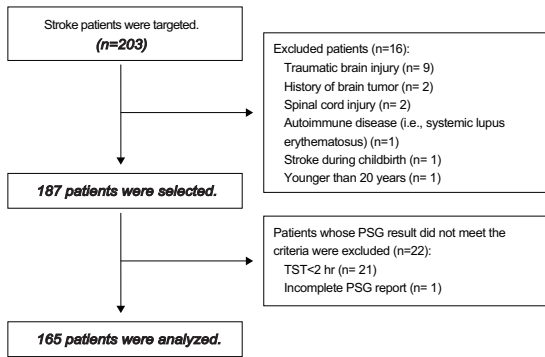 Stroke patients were targeted.
(n=203)
Excluded patients (n=16):
Traumatic brain injury (n= 9)
History of brain tumor (n= 2)
Spinal cord injury (n= 2)
Autoimmune disease (i.e., systemic lupus
erythematosus) (n=1)
Stroke during childbirth (n= 1)
Younger than 20 years (n= 1)
187 patients were selected.
Patients whose PSG result did not meet the
criteria were excluded (n=22):
TST<2 hr (n= 21)
Incomplete PSG report (n= 1)
165 patients were analyzed.